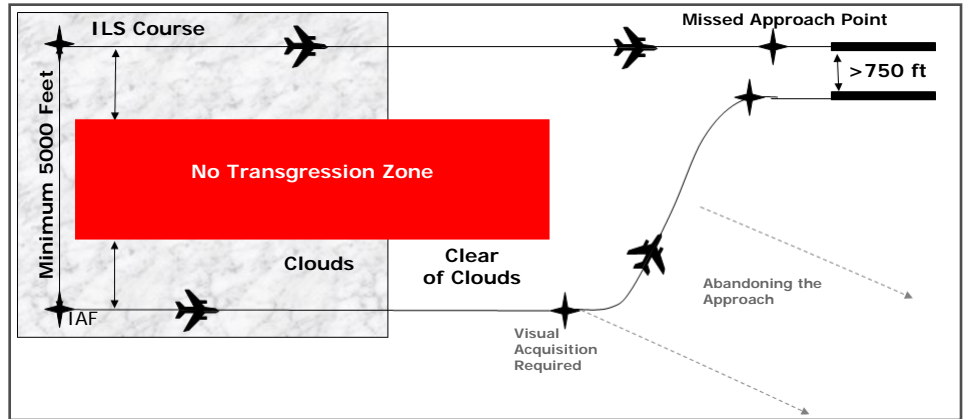 ILS Course
Missed Approach Point
>750 ft
Minimum 5000 Feet
No Transgression Zone
Clouds
Clear
of Clouds
Abandoning the
Approach
IAF
Visual
Acquisition
Required